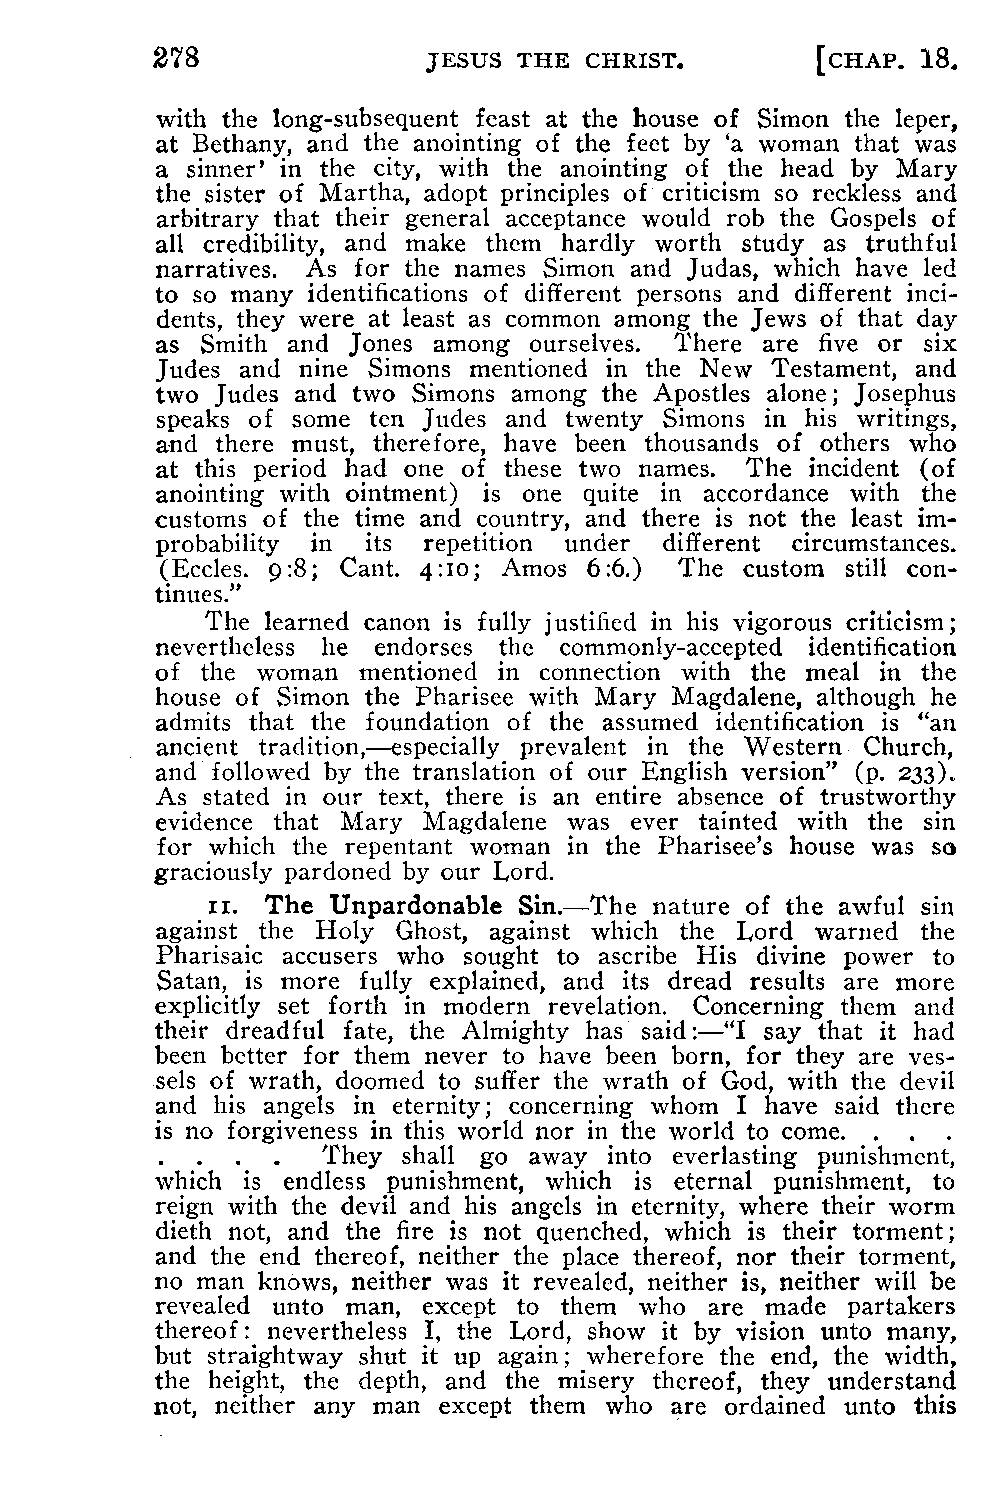 278 JESUS THE CHRIST. [CHAP. 18.
with the long-subsequent feast at the house of Simon the leper,
at Bethany, and the anointing of the feet by ‘a woman that was
a sinner’ in the city, with the anointing of the head by Mary
the sister of Martha, adopt principles of criticism so reckless and
arbitrary that their general acceptance would rob the Gospels of
all credibility, and make them hardly worth study as truthful
narratives. As for the names Simon and Judas, which have led
to so many identifications of different persons and different inci-
dents, they were at least as common among the Jews of that day
as Smith and Jones among ourselves. There are five or six
Judes and nine Simons mentioned in the New Testament, and
two Judes and two Simons among the Apostles alone; Josephus
speaks of some ten Judes and twenty Simons in his writings,
and there must, therefore, have been thousands of others who
at this period had one of these two names. The incident (of
anointing with ointment) is one quite in accordance with the
customs of the time and country, and there is not the least im-
probability in its repetition under different circumstances.
(Eccles. 9:8; Cant. 4:10; Amos 6:6.) The custom still con-
tinues.”
The learned canon is fully justified in his vigorous criticism;
nevertheless he endorses the commonly-accepted identification
of the woman mentioned in connection with the meal in the
house of Simon the Pharisee with Mary Magdalene, although he
admits that the foundation of the assumed identification is “an
ancient tradition,—especially prevalent in the Western Church,
and followed by the translation of our English version” (p. 233).
As stated in our text, there is an entire absence of trustworthy
evidence that Mary Magdalene was ever tainted with the sin
for which the repentant woman in the Pharisee’s house was so
graciously pardoned by our Lord.
11. The Unpardonable Sin.—The nature of the awful sin
against the Holy Ghost, against which the Lord warned the
Pharisaic accusers who sought to ascribe His divine power to
Satan, is more fully explained, and its dread results are more
explicitly set forth in modern revelation. Concerning them and
their dreadful fate, the Almighty has said:—“I say that it had
been better for them never to have been born, for they are ves-
sels of wrath, doomed to suffer the wrath of God, with the devil
and his angels in eternity; concerning whom I have said there
is no forgiveness in this world nor in the world to come. . . .
. . . . They shall go away into everlasting punishment,
which is endless punishment, which is eternal punishment, to
reign with the devil and his angels in eternity, where their worm
dieth not, and the fire is not quenched, which is their torment;
and the end thereof, neither the place thereof, nor their torment,
no man knows, neither was it revealed, neither is, neither will be
revealed unto man, except to them who are made partakers
thereof: nevertheless I, the Lord, show it by vision unto many,
but straightway shut it up again; wherefore the end, the width,
the height, the depth, and the misery thereof, they understand
not, neither any man except them who are ordained unto this